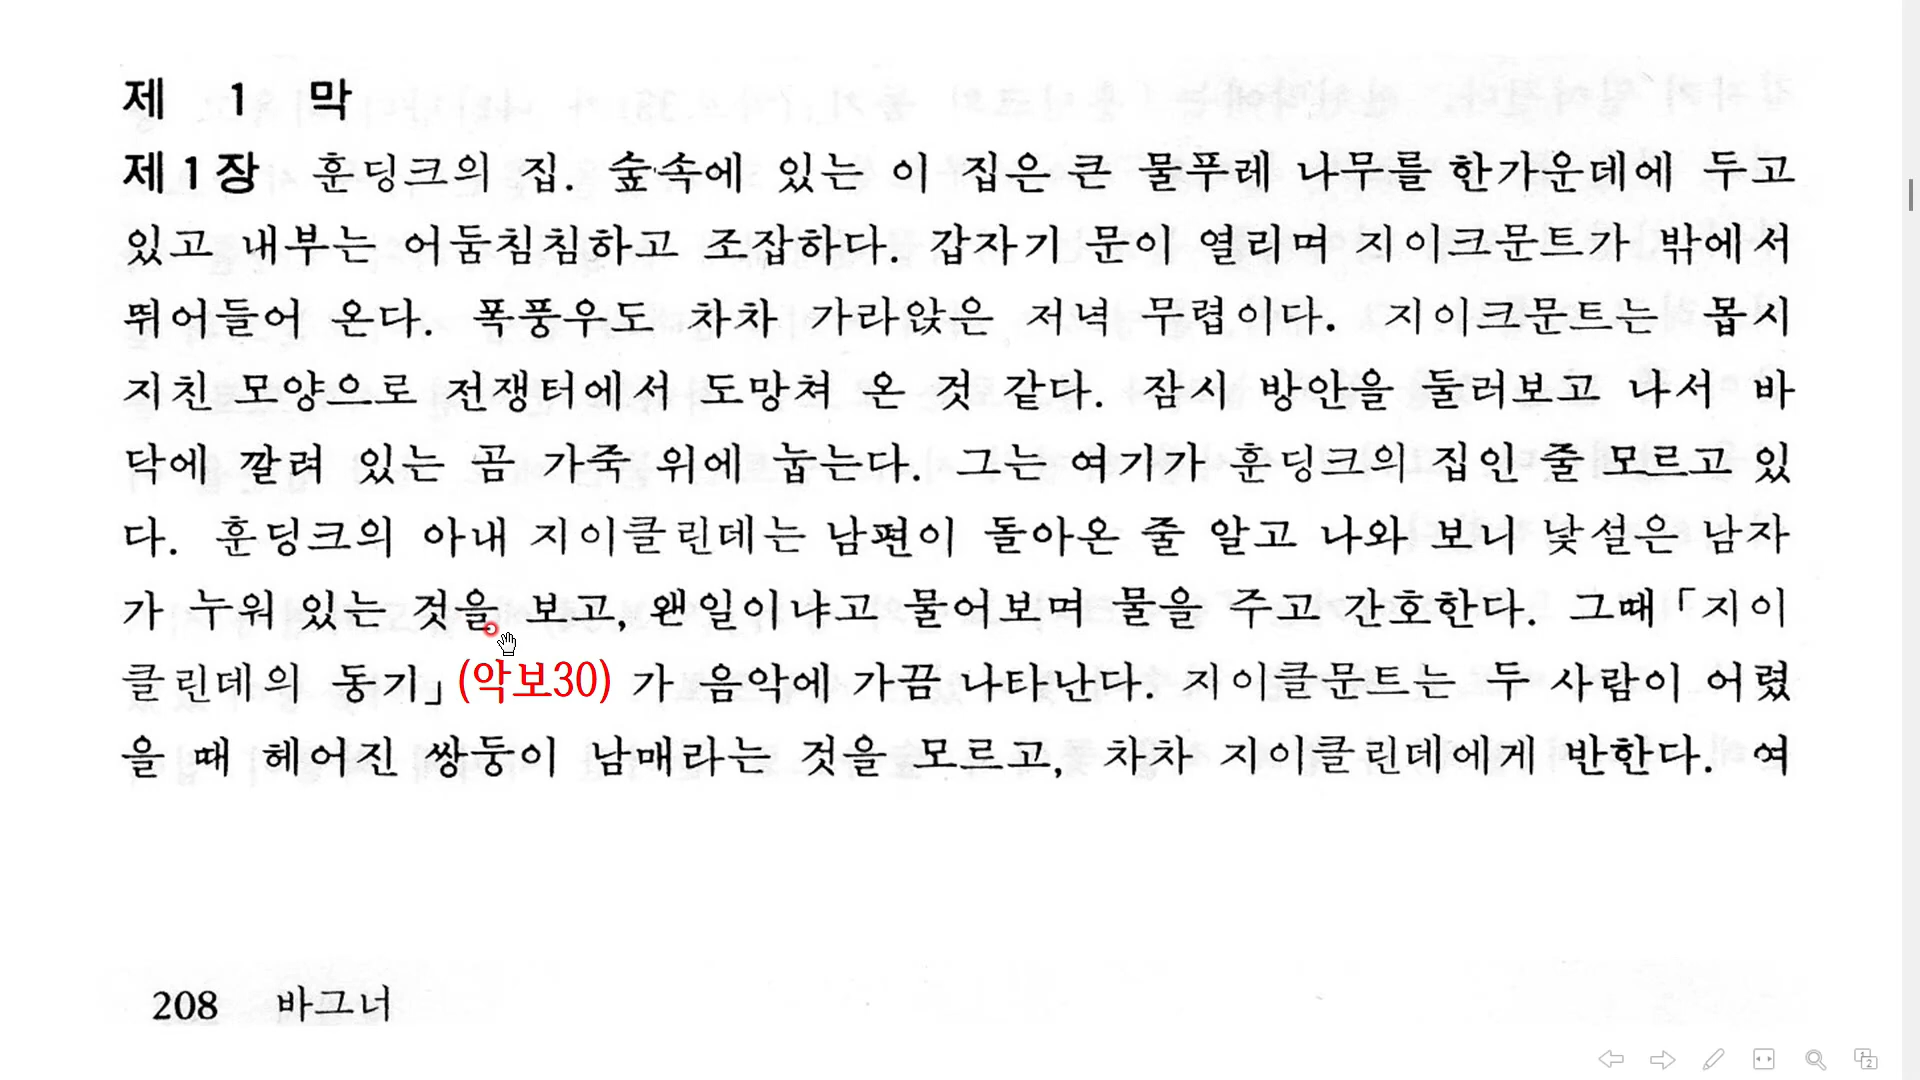 제 1 막
제1장 훈딩크의 집. 숲속에 있는 이 집은 큰 물푸레 나무를 한가운데에 두고
있고 내부는 어둠침침하고 조잡하다. 갑자기 문이 열리며 지이크문트가 밖에서
뛰어들어 온다. 폭풍우도 차차 가라앉은 저녁 무렵이다. 지이크문트는 몹시
지친 모양으로 전쟁터에서 도망쳐 온 것 같다. 잠시 방안을 둘러보고 나서 바
닥에 깔려 있는 곰 가죽 위에 눕는다. 그는 여기가 훈딩크의 집인 줄 모르고 있
다. 훈딩크의 아내 지이클린데는 남편이 돌아온 줄 알고 나와 보니 낯설은 남자
가 누워 있는 것을 보고, 왠일이냐고 물어보며 물을 주고 간호한다. 그때「지이
클린데의 동기」(악보30) 가 음악에 가끔 나타난다. 지이클문트는 두 사람이 어렸
을 때 헤어진 쌍둥이 남매라는 것을 모르고, 차차 지이클린데에게 반한다. 여
208 바그너